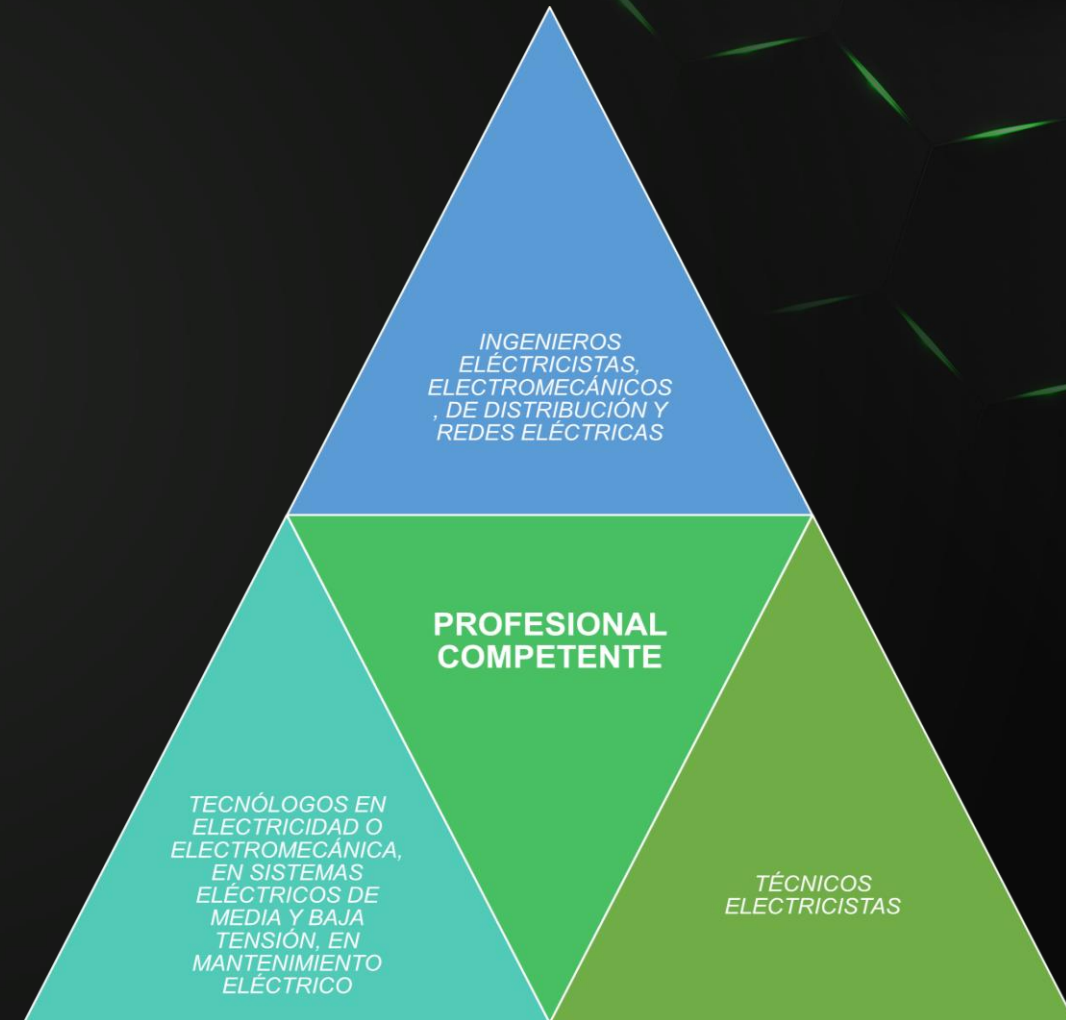 INGENIEROS
ELÉCTRICISTAS,
ELECTROMECÁNICOS
, DE DISTRIBUCIÓN Y
REDES ELÉCTRICAS
PROFESIONAL
COMPETENTE
TECNÓLOGOS EN
ELECTRICIDAD O
ELECTROMECÁNICA,
EN SISTEMAS
ELÉCTRICOS DE
MEDIA Y BAJA
TENSIÓN, EN
MANTENIMIENTO
ELÉCTRICO
TÉCNICOS
ELECTRICISTAS